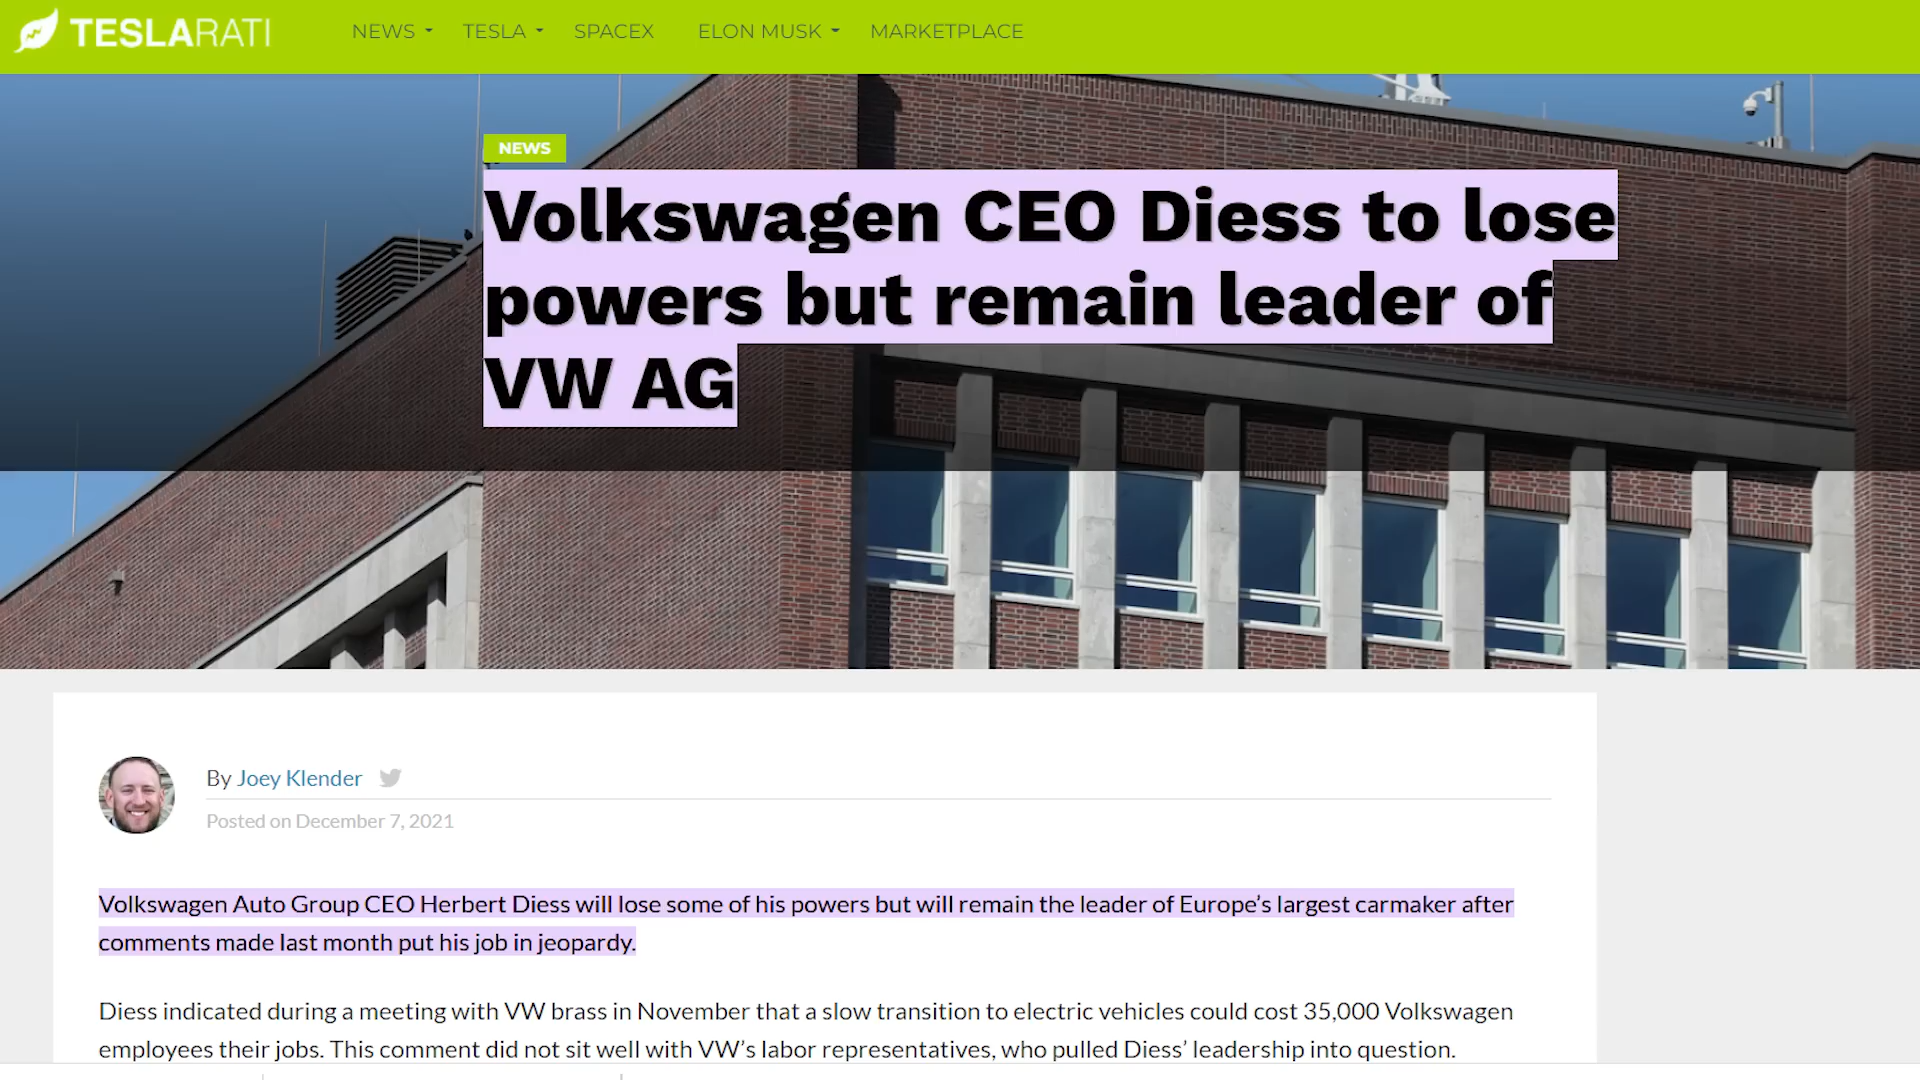 TESLARATI
NEWS TESLA SPACEX ELON MUSK MARKETPLACE
NEWS
Volkswagen CEO Diess to lose
powers but remain leader of
VW AG
By Joey Klender
Posted on December 7, 2021
Volkswagen Auto Group CEO Herbert Diess will lose some of his powers but will remain the leader of Europe’s largest carmaker after
comments made last month put his job in jeopardy.
Diess indicated during a meeting with VW brass in November that a slow transition to electric vehicles could cost 35,000 Volkswagen
employees their jobs. This comment did not sit well with VW’s labor representatives, who pulled Diess’ leadership into question.